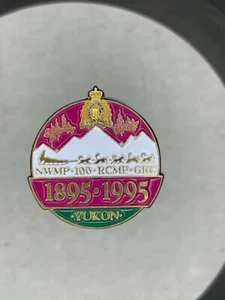 NWMP · 100 · RCMP · GRC
1895 · 1995
· YUKON ·